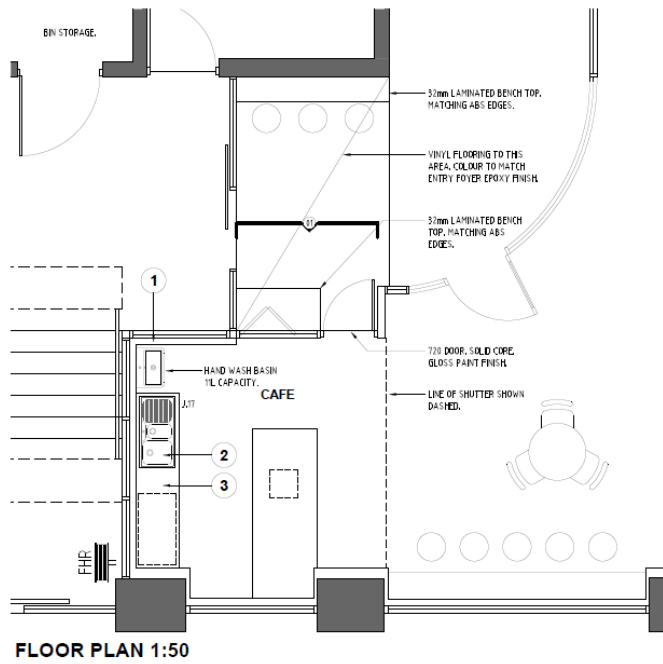 BIN STORAGE.
32mm LAMINATED BENCH TOP.
MATCHING ABS EDGES.
VINYL FLOORING TO THIS
AREA, COLOUR TO MATCH
ENTRY FOYER EPOXY FINISH.
01
32mm LAMINATED BENCH
TOP, MATCHING ABS
EDGES.
1
720 DOOR, SOLID CORE,
GLOSS PAINT FINISH.
HAND WASH BASIN
11L CAPACITY.
CAFE
LINE OF SHUTTER SHOWN
DASHED.
J.17
2
3
FHR
FLOOR PLAN 1:50